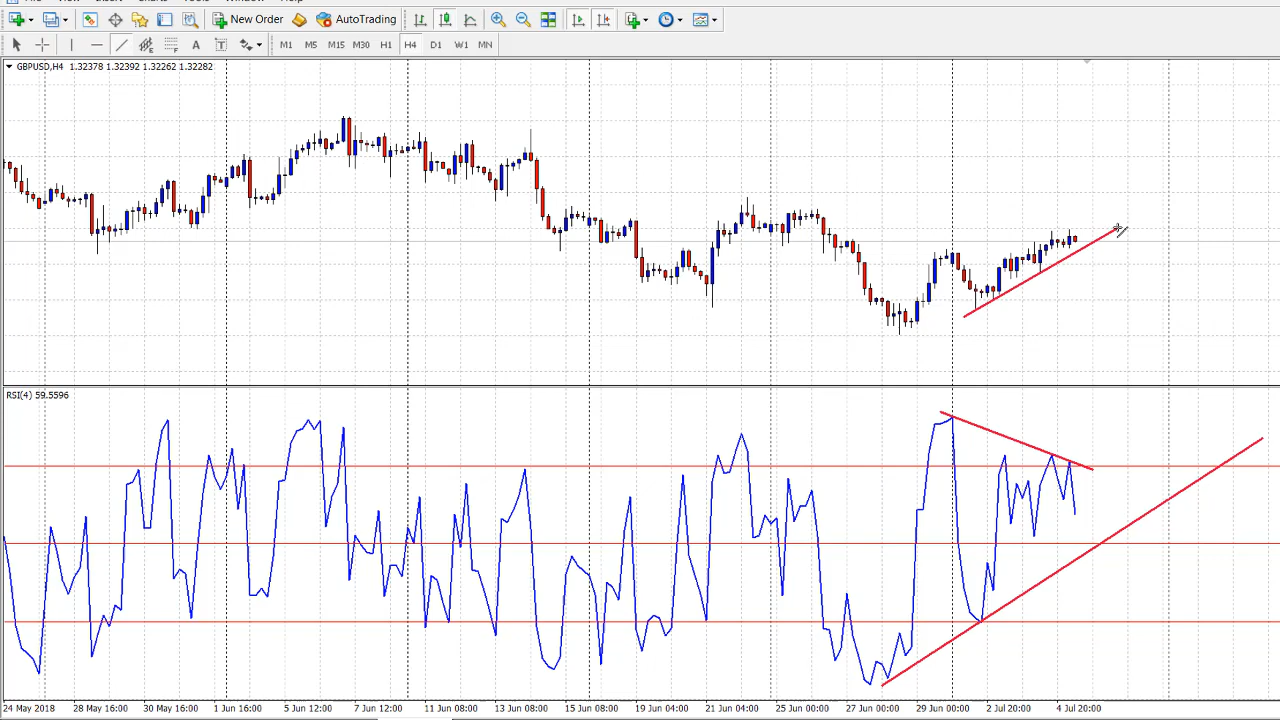 New Order AutoTrading
A T M1 M5 M15 M30 H1 H4 D1 W1 MN
GBPUSD,H4 1.32378 1.32392 1.32262 1.32282
RSI(4) 59.5596
24 May 2018 28 May 16:00 30 May 16:00 1 Jun 16:00 5 Jun 12:00 7 Jun 12:00 11 Jun 08:00 13 Jun 08:00 15 Jun 08:00 19 Jun 04:00 21 Jun 04:00 25 Jun 00:00 27 Jun 00:00 29 Jun 00:00 2 Jul 20:00 4 Jul 20:00